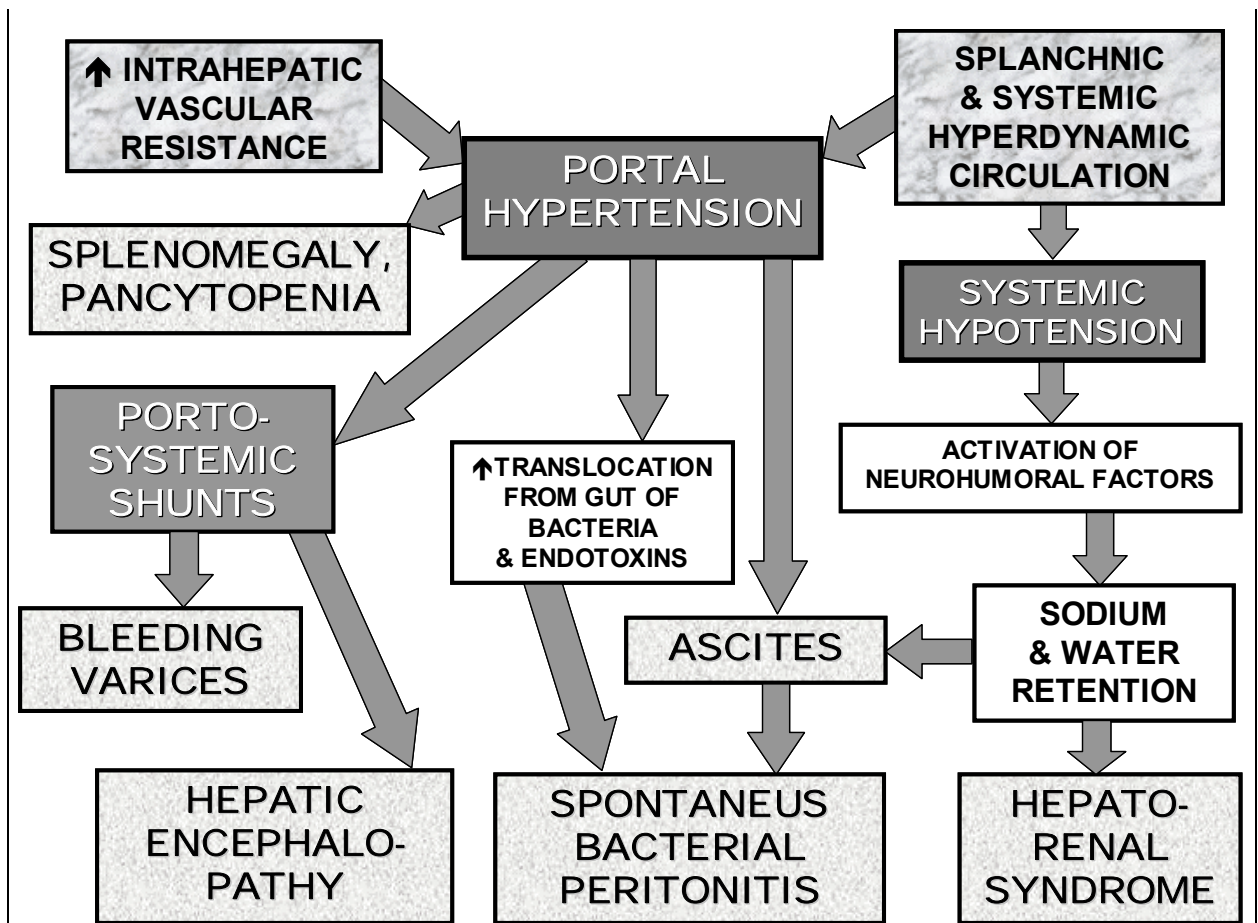 ↑ INTRAHEPATIC
VASCULAR
RESISTANCE
SPLANCHNIC
& SYSTEMIC
HYPERDYNAMIC
CIRCULATION
PORTAL
HYPERTENSION
SPLENOMEGALY,
PANCYTOPENIA
SYSTEMIC
HYPOTENSION
PORTO-
SYSTEMIC
SHUNTS
↑TRANSLOCATION
FROM GUT OF
BACTERIA
& ENDOTOXINS
ACTIVATION OF
NEUROHUMORAL FACTORS
BLEEDING
VARICES
ASCITES
SODIUM
& WATER
RETENTION
HEPATIC
ENCEPHALO-
PATHY
SPONTANEUS
BACTERIAL
PERITONITIS
HEPATO-
RENAL
SYNDROME